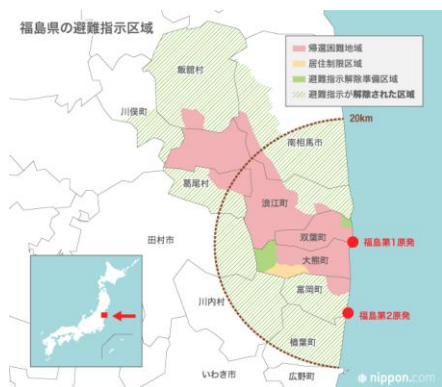 福島県の避難指示区域
帰還困難地域
居住制限区域
避難指示解除準備区域
避難指示が解除された区域
飯舘村
川俣町
20km
南相馬市
葛尾村
浪江町
田村市
双葉町
福島第1原発
大熊町
富岡町
川内村
福島第2原発
楢葉町
いわき市
広野町
nippon.com